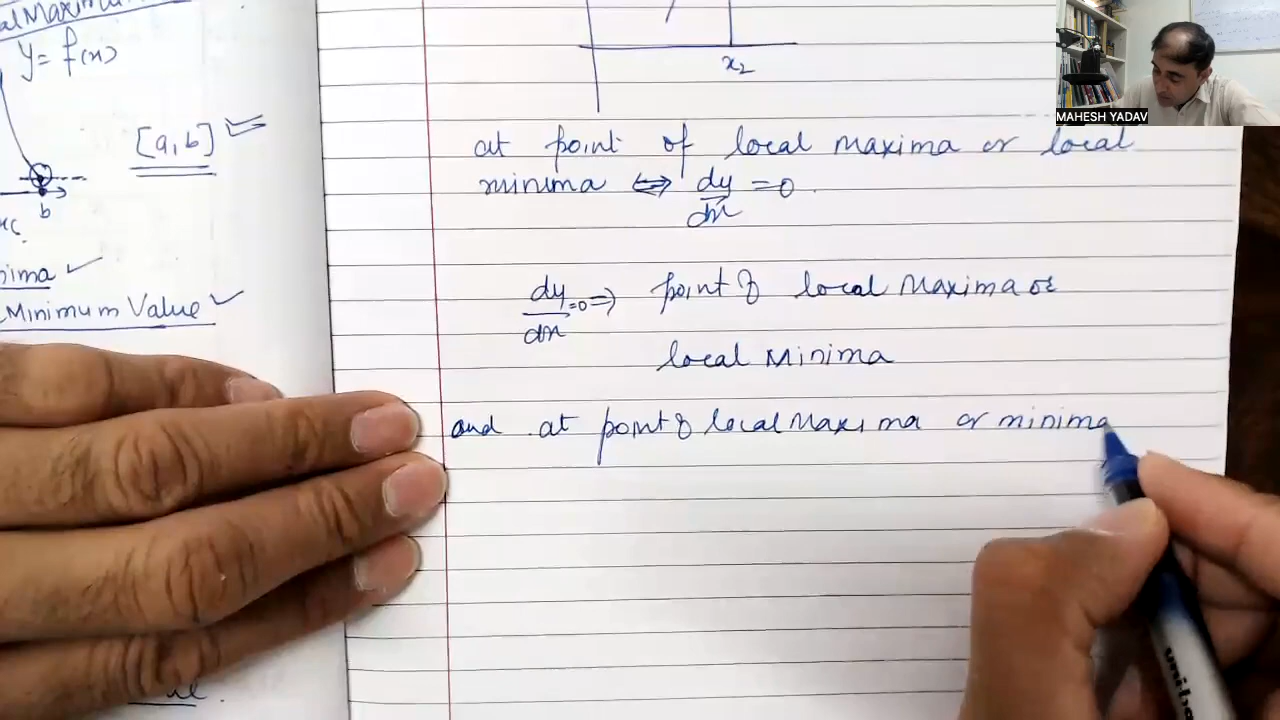 y = f(x)
[a, b]
b
Minimum Value
x2
at point of local maxima or local
minima ⇔ dy/dx = 0.
dy/dx =0 ⇒ point of local Maxima or
local Minima
and at point of local Maxima or minima
MAHESH YADAV